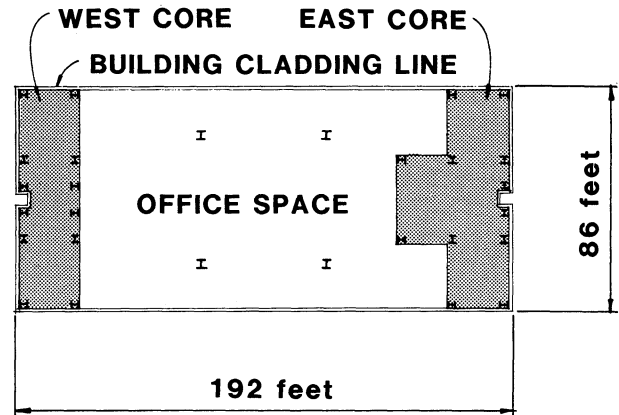 WEST CORE
EAST CORE
BUILDING CLADDING LINE
OFFICE SPACE
86 feet
192 feet